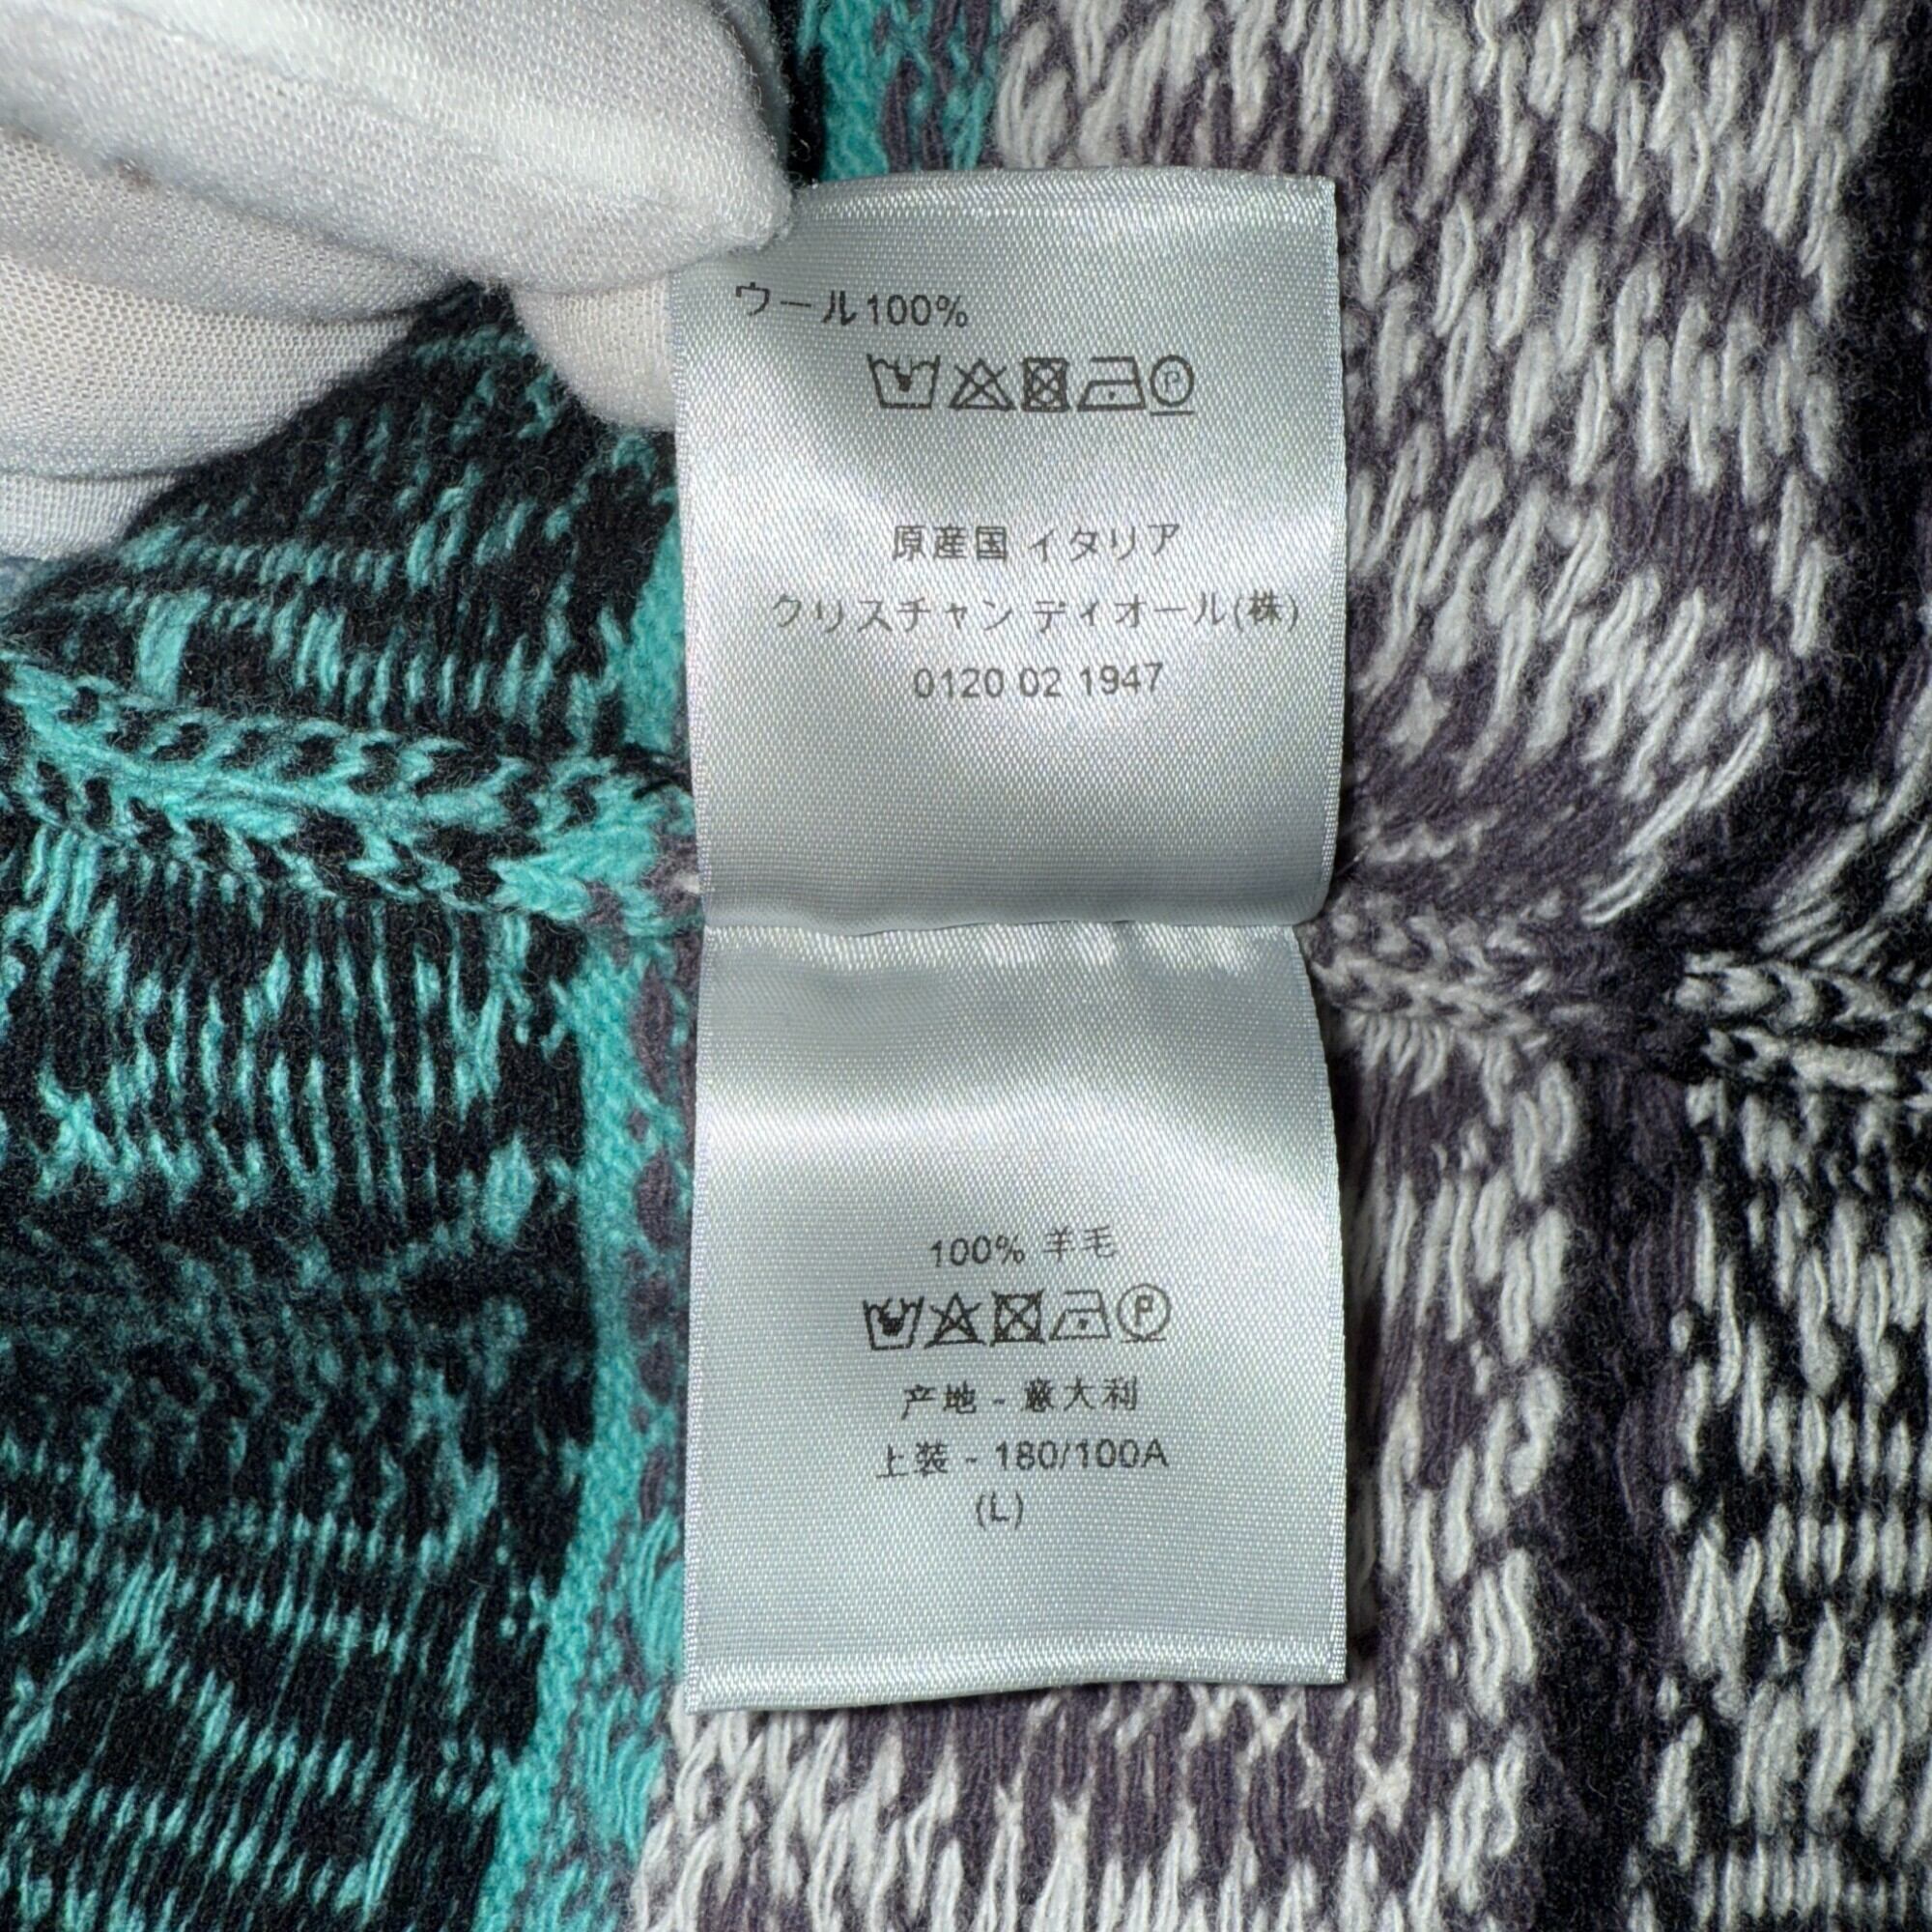 ウール100%
原産国 イタリア
クリスチャン ディオール(株)
0120 02 1947
100% 羊毛
P
产地 - 意大利
上装 - 180/100A
(L)